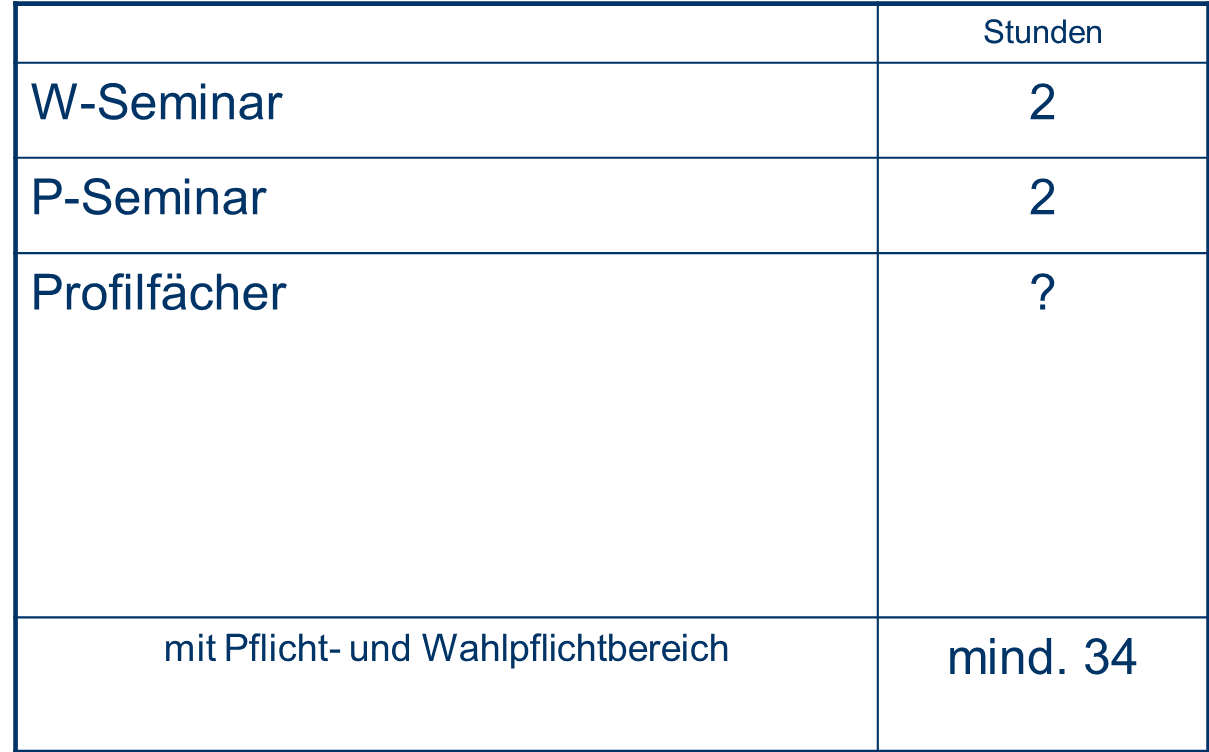 Stunden
W-Seminar 2
P-Seminar 2
Profilfächer ?
mit Pflicht- und Wahlpflichtbereich mind. 34